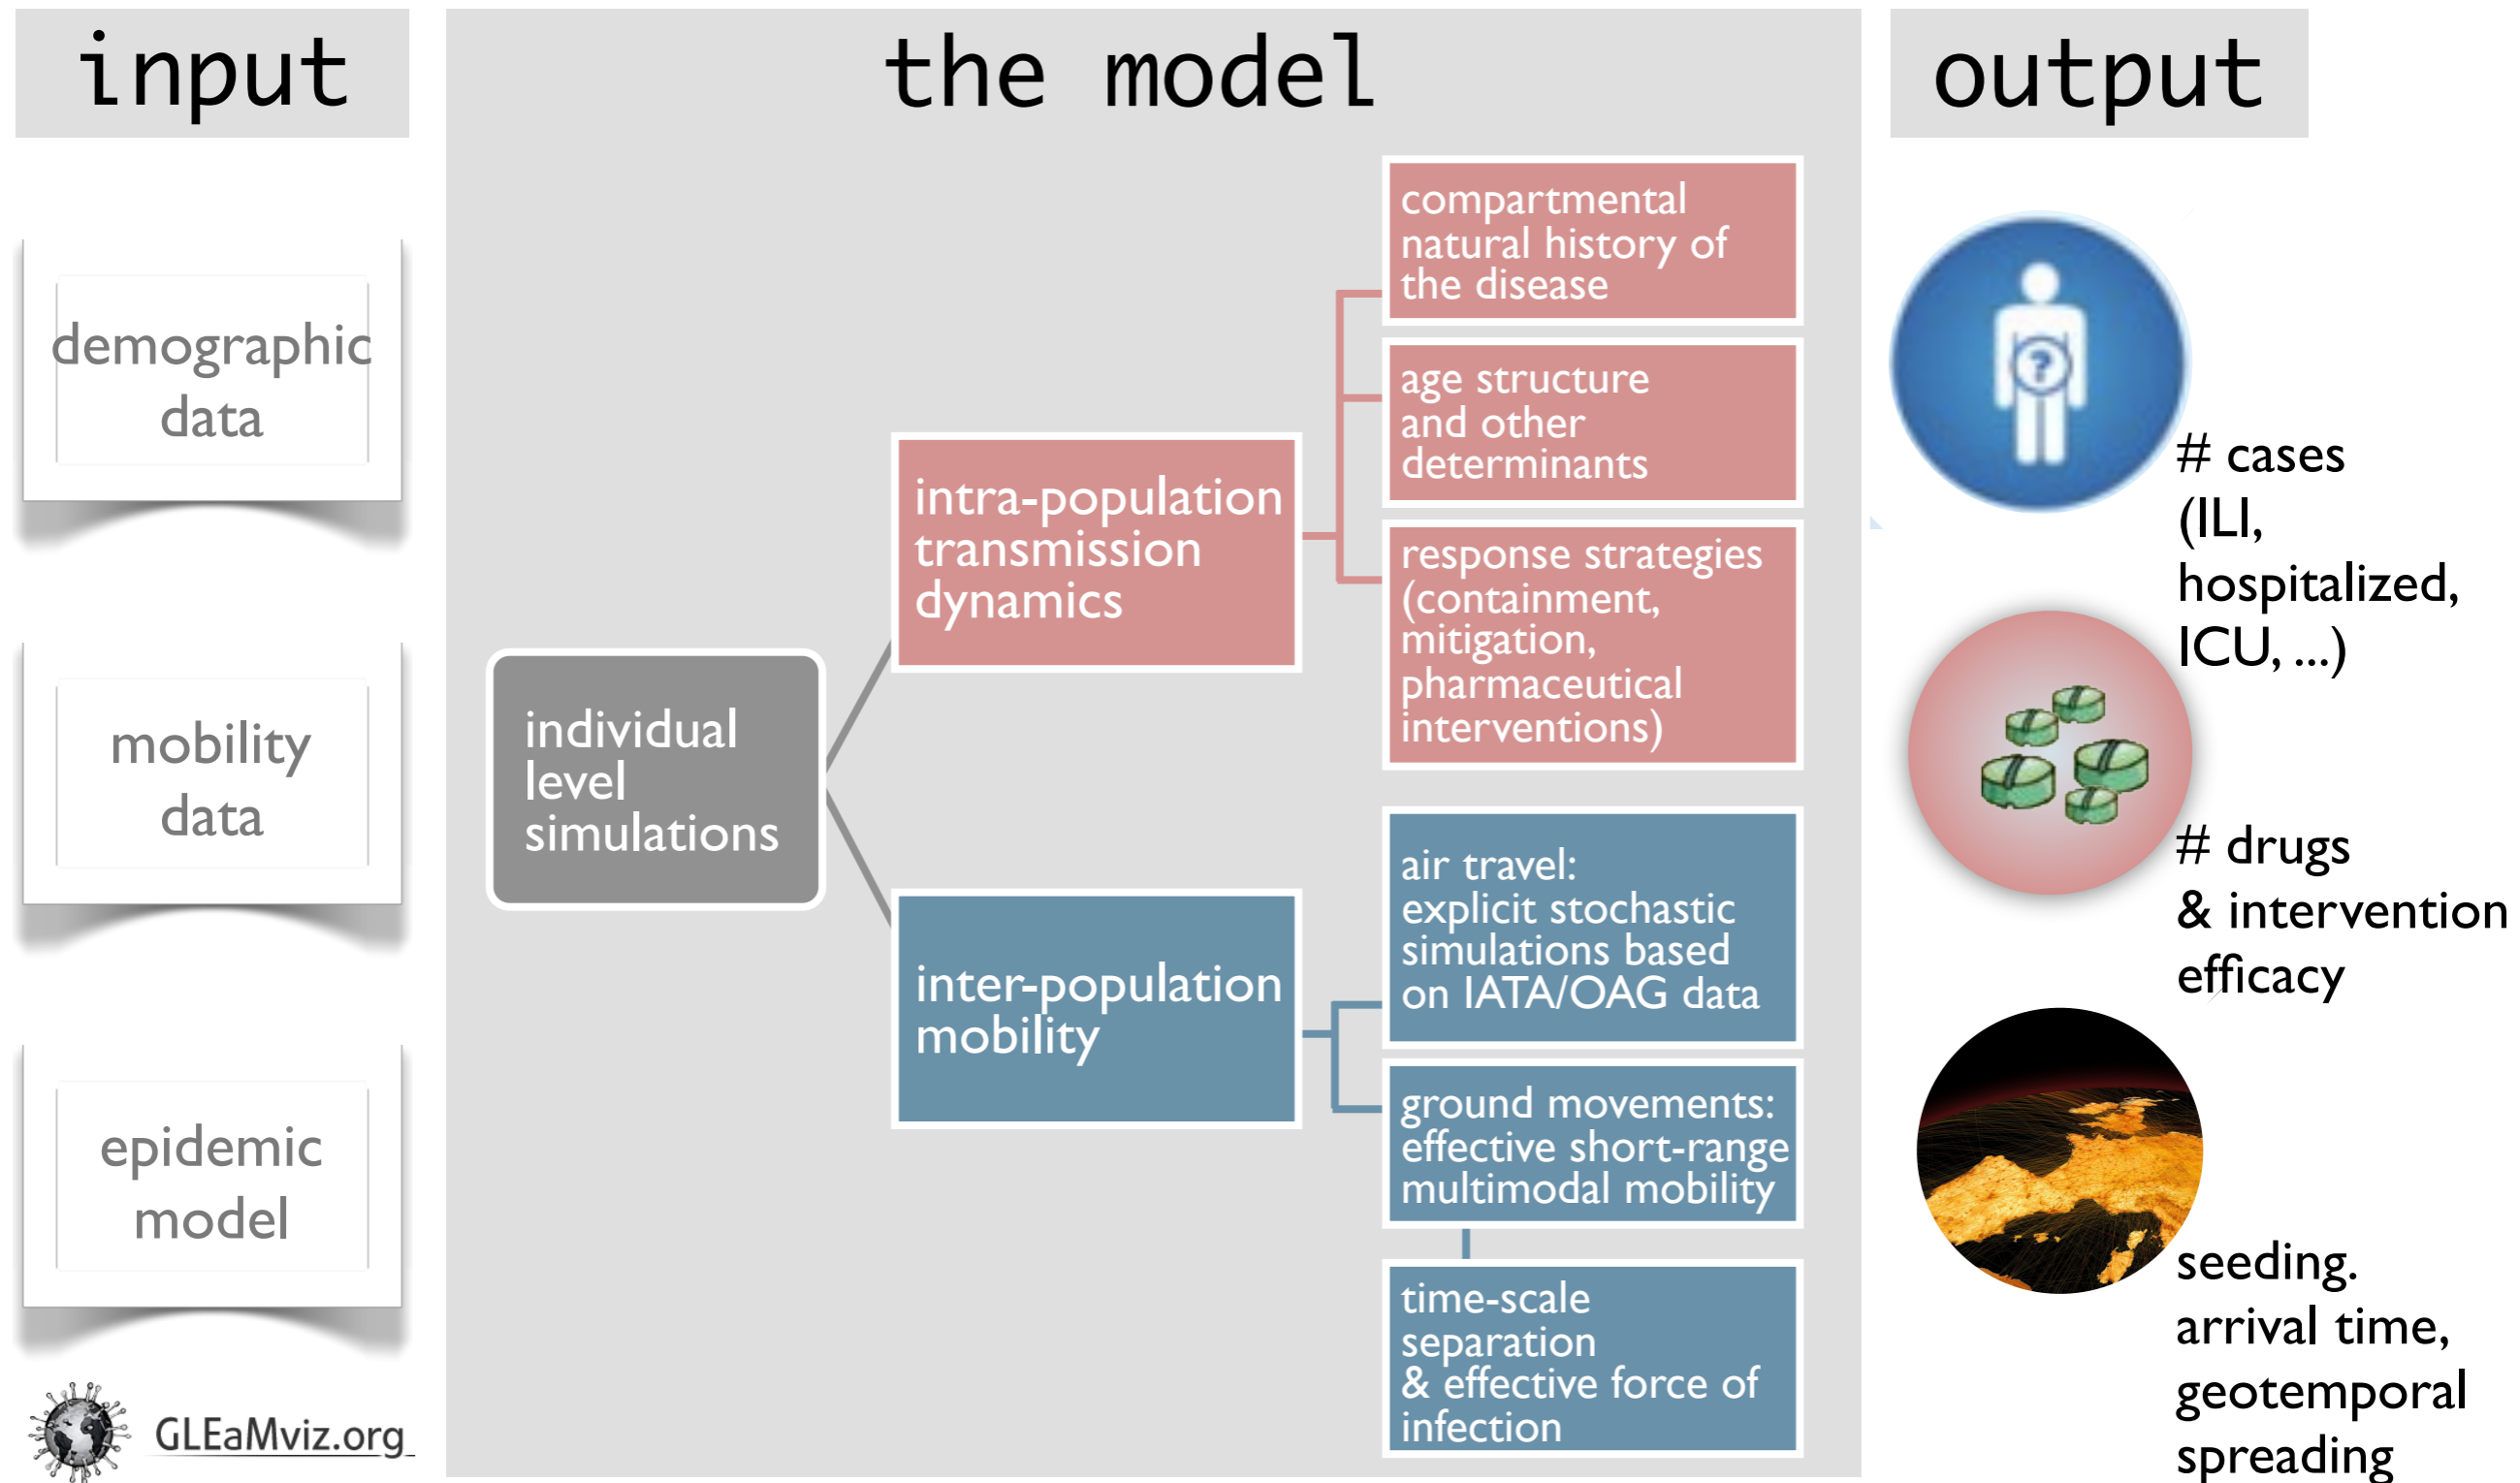 input
demographic
data
mobility
data
epidemic
model
GLEaMviz.org
the model
individual
level
simulations
intra-population
transmission
dynamics
compartmental
natural history of
the disease
age structure
and other
determinants
response strategies
(containment,
mitigation,
pharmaceutical
interventions)
inter-population
mobility
air travel:
explicit stochastic
simulations based
on IATA/OAG data
ground movements:
effective short-range
multimodal mobility
time-scale
separation
& effective force of
infection
output
?
# cases
(ILI,
hospitalized,
ICU, ...)
# drugs
& intervention
efficacy
seeding.
arrival time,
geotemporal
spreading